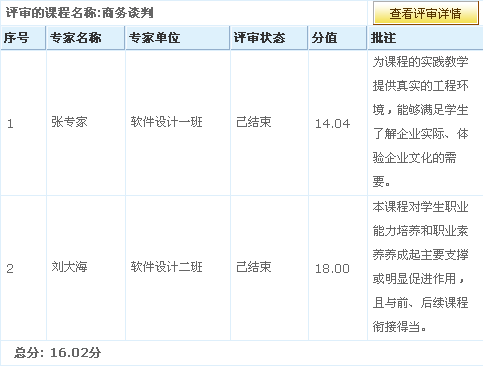 评审的课程名称:商务谈判 查看评审详情
序号 专家名称 专家单位 评审状态 分值 批注
1 张专家 软件设计一班 己结束 14.04
为课程的实践教学
提供真实的工程环
境，能够满足学生
了解企业实际、体
验企业文化的需
要。
2 刘大海 软件设计二班 己结束 18.00
本课程对学生职业
能力培养和职业素
养养成起主要支撑
或明显促进作用，
且与前、后续课程
衔接得当。
总分: 16.02分